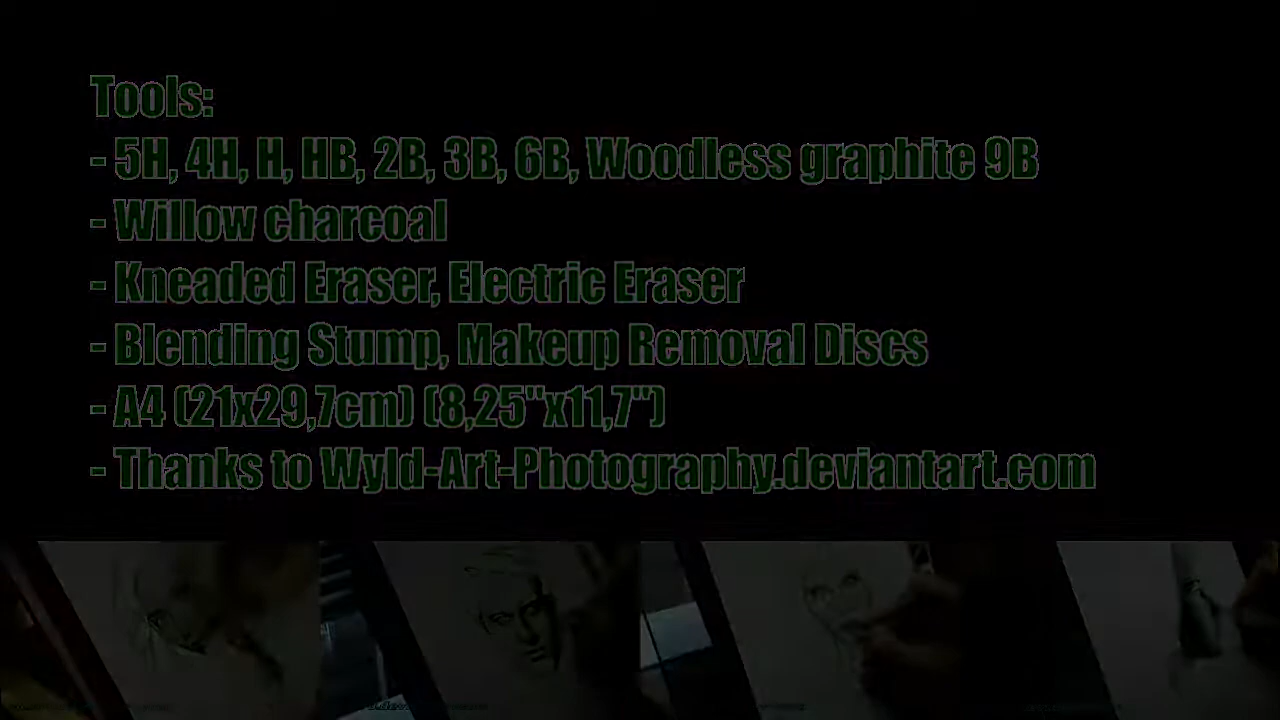 Tools:
- 5H, 4H, H, HB, 2B, 3B, 6B, Woodless graphite 9B
- Willow charcoal
- Kneaded Eraser, Electric Eraser
- Blending Stump, Makeup Removal Discs
- A4 (21x29,7cm) (8,25"x11,7")
- Thanks to Wyld-Art-Photography.deviantart.com